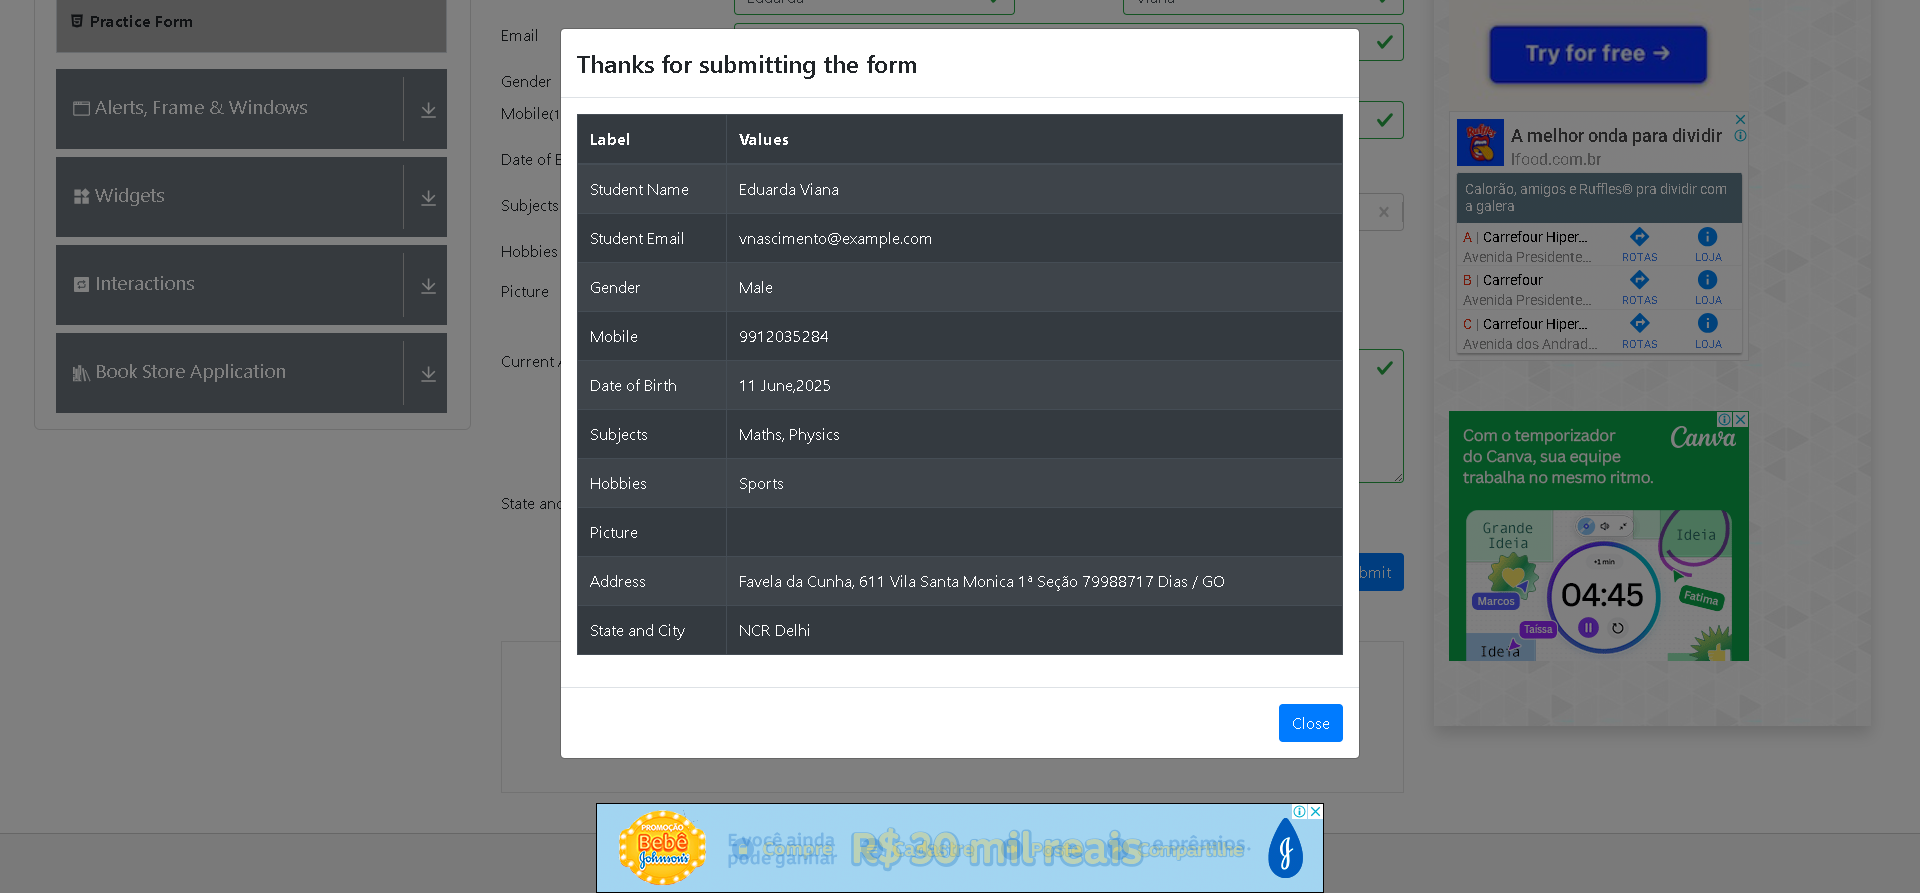 Practice Form
Alerts, Frame & Windows
Widgets
Interactions
Book Store Application
Eduarda
Viana
Email
Gender
Mobile(1
Date of B
Subjects
Hobbies
Picture
Current
State and
bmit
Thanks for submitting the form
Label Values
Student Name Eduarda Viana
Student Email vnascimento@example.com
Gender Male
Mobile 9912035284
Date of Birth 11 June,2025
Subjects Maths, Physics
Hobbies Sports
Picture
Address Favela da Cunha, 611 Vila Santa Monica 1ª Seção 79988717 Dias / GO
State and City NCR Delhi
Close
Try for free →
A melhor onda para dividir
Ifood.com.br
Calorão, amigos e Ruffles® pra dividir com
a galera
A | Carrefour Hiper...
Avenida Presidente...
ROTAS
LOJA
B | Carrefour
Avenida Presidente...
ROTAS
LOJA
C | Carrefour Hiper...
Avenida dos Andrad...
ROTAS
LOJA
Com o temporizador
do Canva, sua equipe
trabalha no mesmo ritmo.
Canva
Grande
Ideia
Ideia
+1 min
04:45
Marcos
Fatima
Taíssa
Ideia
PROMOÇÃO
Bebê
Johnson's
E você ainda
pode ganhar
R$ 30 mil reais
e prêmios.
Compre
Compartilhe